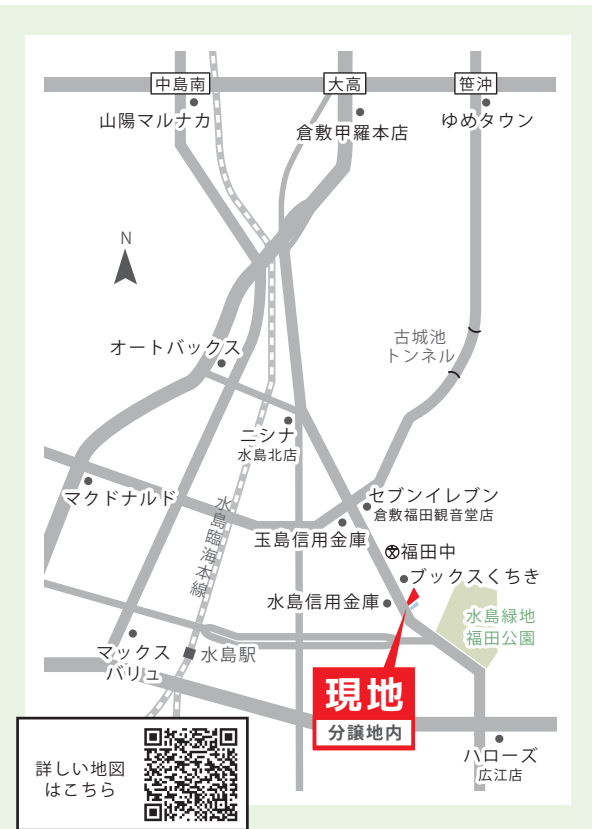 中島南
大高
笹沖
山陽マルナカ
倉敷甲羅本店
ゆめタウン
N
古城池
トンネル
オートバックス
ニシナ
水島北店
マクドナルド
水島臨海本線
セブンイレブン
倉敷福田観音堂店
玉島信用金庫
福田中
ブックスくちき
水島信用金庫
水島緑地
福田公園
マックス
バリュ
水島駅
現地
分譲地内
ハローズ
広江店
詳しい地図
はこちら